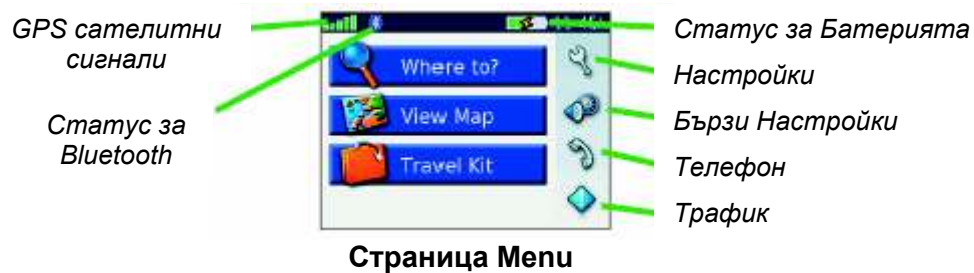 GPS сателитни
сигнали
Статус за
Bluetooth
Where to?
View Map
Travel Kit
Статус за Батерията
Настройки
Бързи Настройки
Телефон
Трафик
Страница Menu